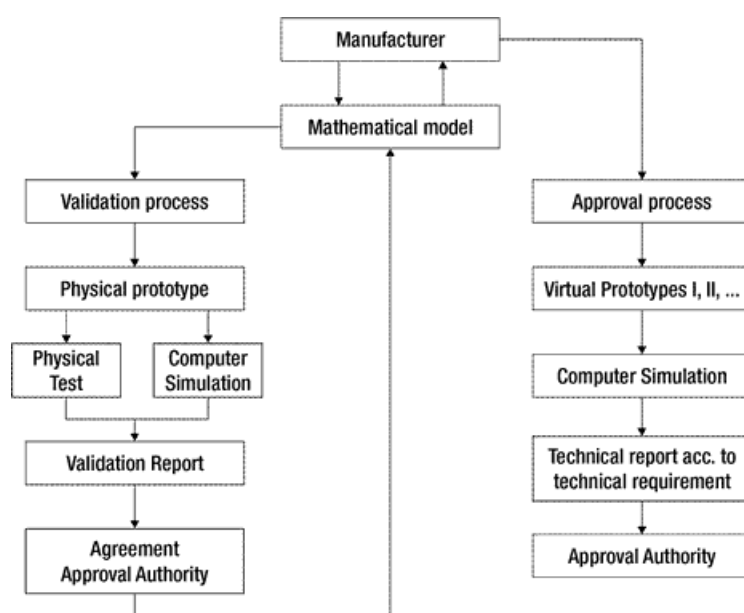 Manufacturer
Mathematical model
Validation process
Approval process
Physical prototype
Virtual Prototypes I, II, ...
Physical
Test
Computer
Simulation
Computer Simulation
Validation Report
Technical report acc. to
technical requirement
Agreement
Approval Authority
Approval Authority